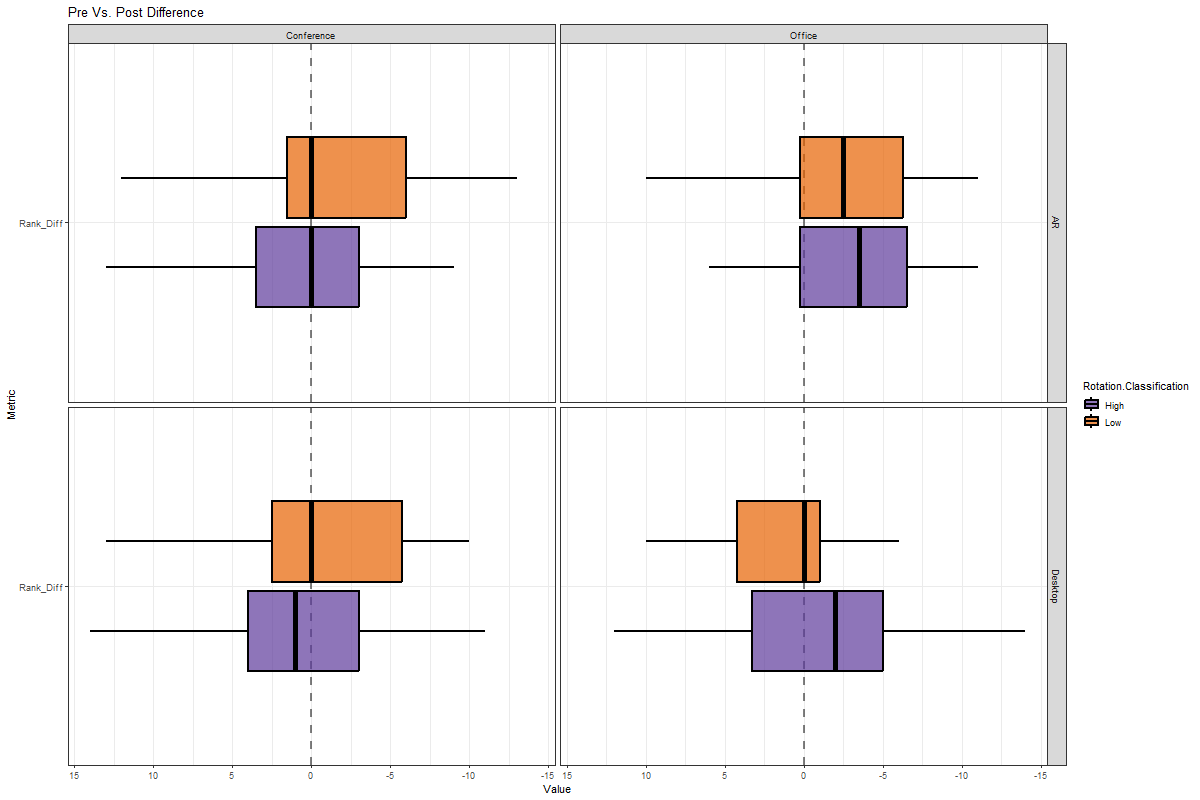 Pre Vs. Post Difference
Conference
Office
Rank_Diff
AR
Metric
Rotation.Classification
High
Low
Rank_Diff
Desktop
15 10 5 0 -5 -10 -15 15 10 5 0 -5 -10 -15
Value